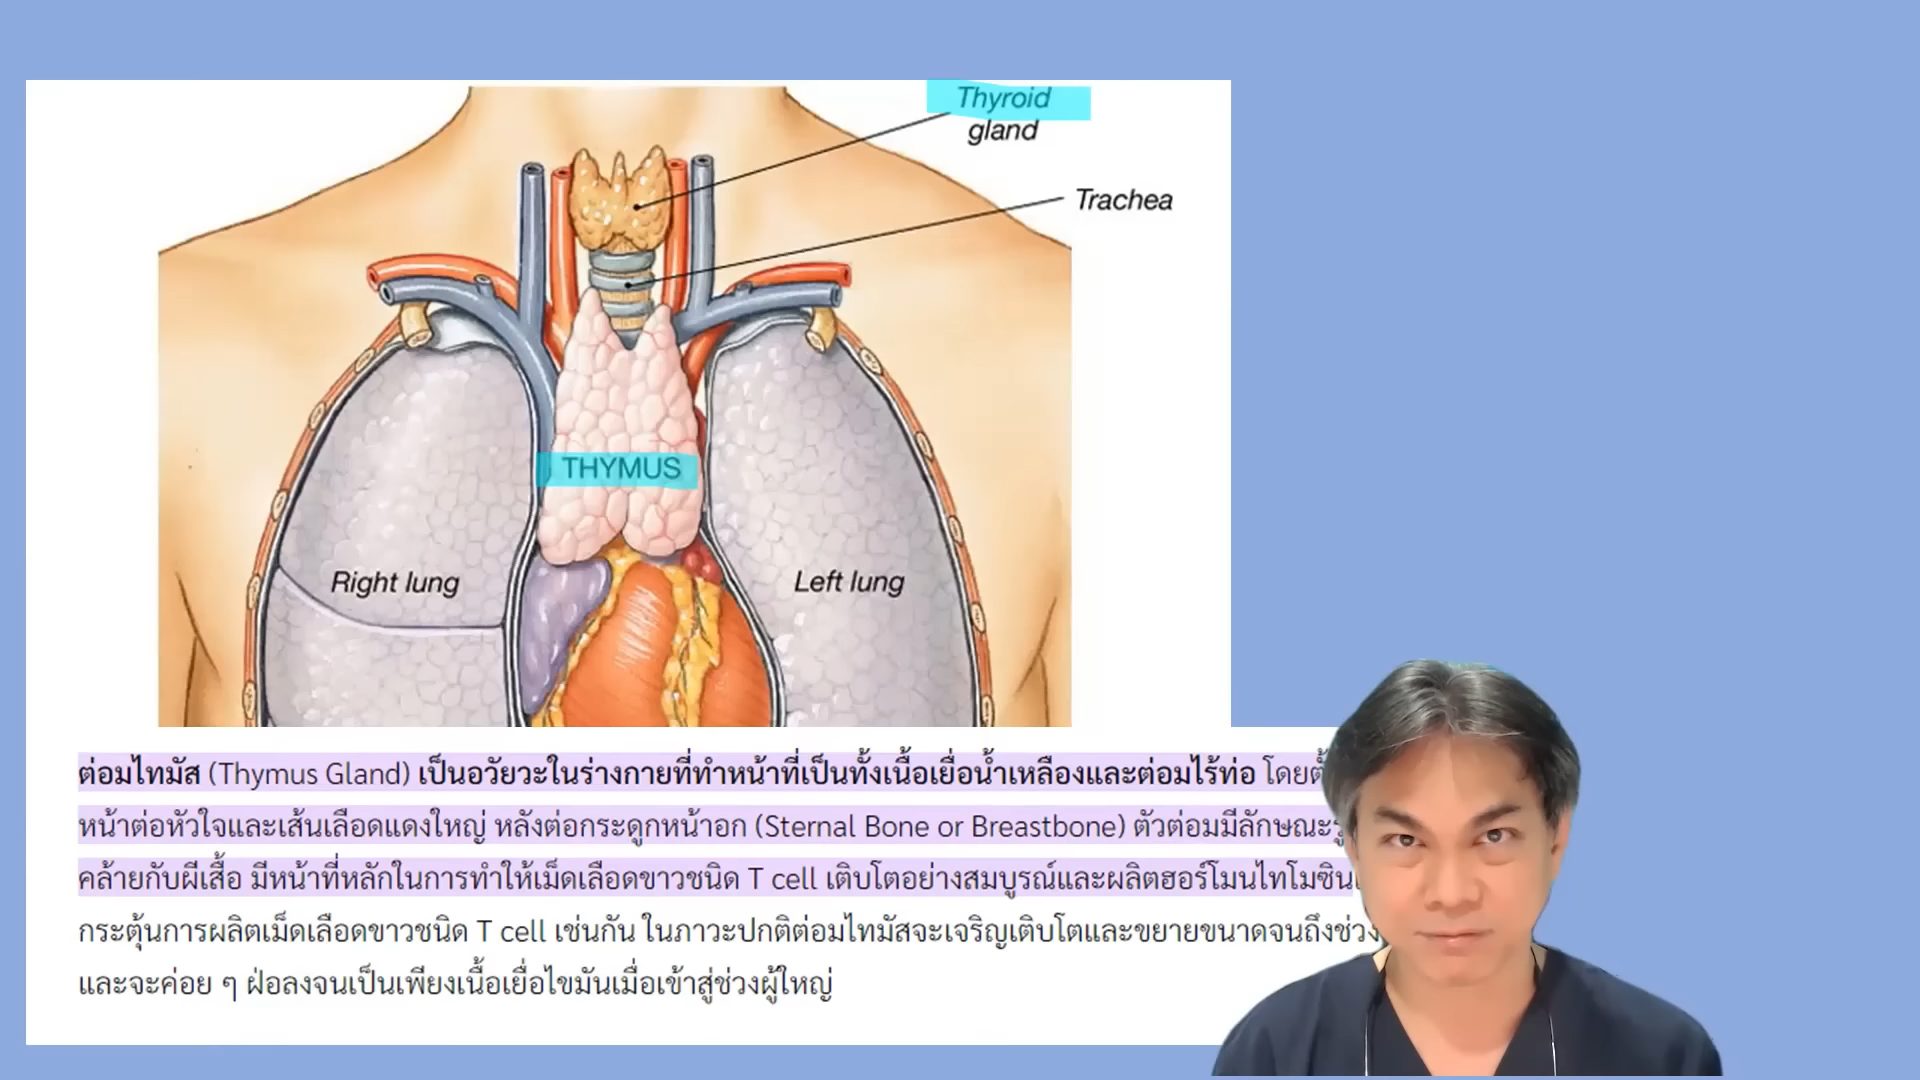 Thyroid
gland
Trachea
THYMUS
Right lung
Left lung
ต่อมไทมัส (Thymus Gland) เป็นอวัยวะในร่างกายที่ทำหน้าที่เป็นทั้งเนื้อเยื่อน้ำเหลืองและต่อมไร้ท่อ
หน้าต่อหัวใจและเส้นเลือดแดงใหญ่ หลังต่อกระดูกหน้าอก (Sternal Bone or Breastbone) ตัวต่อมมีลักษณะ
คล้ายกับผีเสื้อ มีหน้าที่หลักในการทำให้เม็ดเลือดขาวชนิด T cell เติบโตอย่างสมบูรณ์และผลิตฮอร์โมนไทโมซิน
กระตุ้นการผลิตเม็ดเลือดขาวชนิด T cell เช่นกัน ในภาวะปกติต่อมไทมัสจะเจริญเติบโตและขยายขนาดจนถึงช่วง
และจะค่อย ๆ ฝ่อลงจนเป็นเพียงเนื้อเยื่อไขมันเมื่อเข้าสู่ช่วงผู้ใหญ่